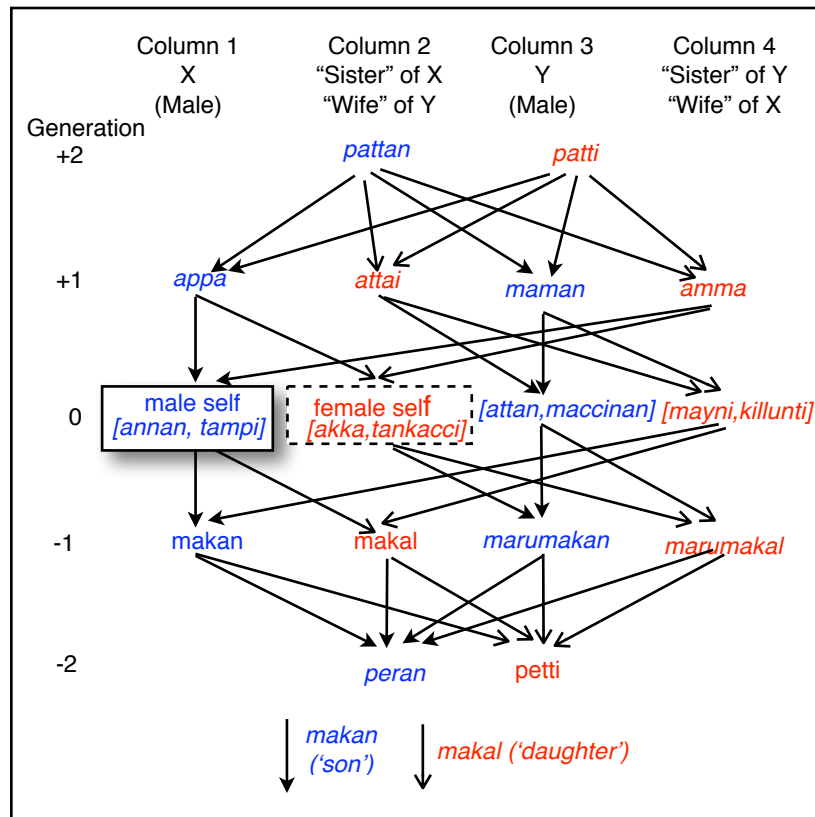 Column 1 Column 2 Column 3 Column 4
X “Sister” of X Y “Sister” of Y
(Male) “Wife” of Y (Male) “Wife” of X
Generation
+2 pattan patti
+1 appa attai maman amma
0 male self female self [attan,maccinan] [mayni,killunti]
[annan, tampi] [akka,tankacci]
-1 makan makal marumakan marumakal
-2 peran petti
makan makal (‘daughter’)
(‘son’)